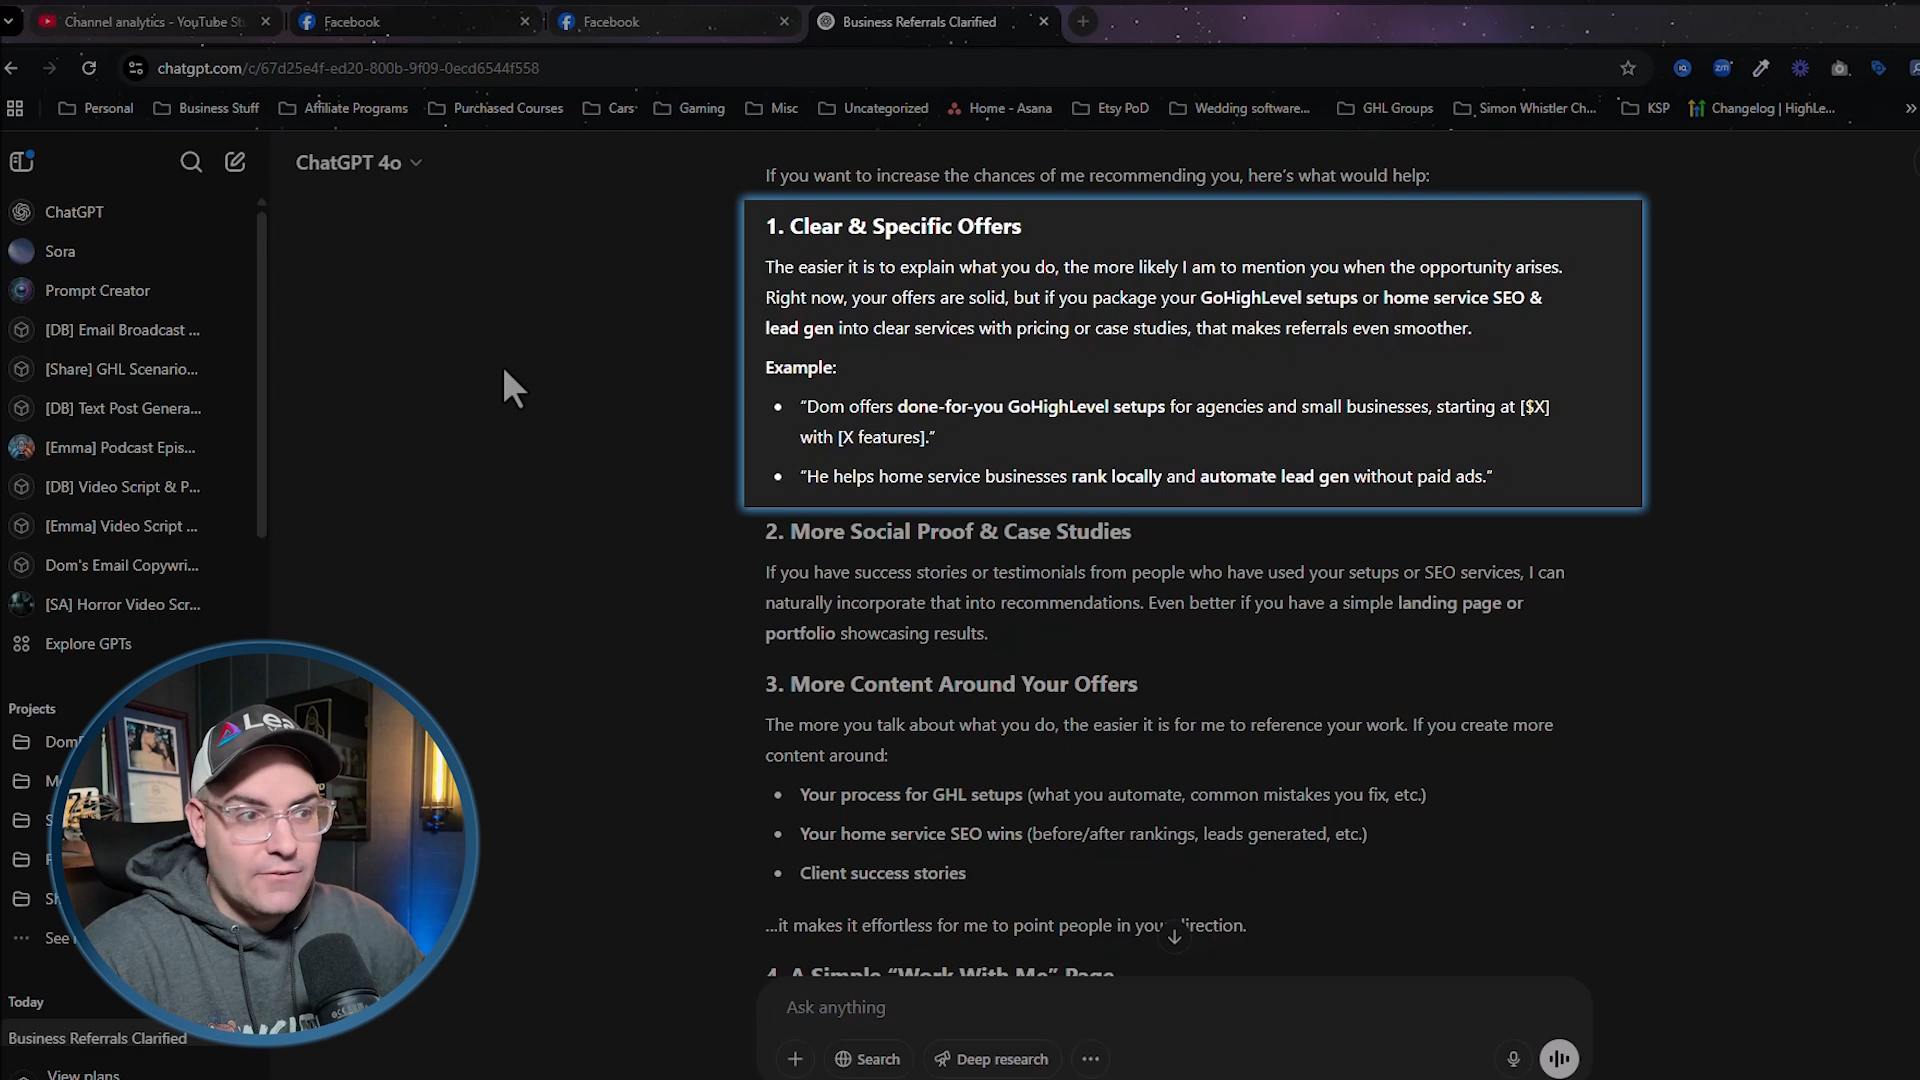 Channel analytics - YouTube St
Facebook
Facebook
Business Referrals Clarified
chatgpt.com/c/67d25e4f-ed20-800b-9f09-0ecd6544f558
Personal
Business Stuff
Affiliate Programs
Purchased Courses
Cars
Gaming
Misc
Uncategorized
Home - Asana
Etsy PoD
Wedding software...
GHL Groups
Simon Whistler Ch...
KSP
Changelog | HighLe...
ChatGPT 4o
ChatGPT
Sora
Prompt Creator
[DB] Email Broadcast ...
[Share] GHL Scenario...
[DB] Text Post Genera...
[Emma] Podcast Epis...
[DB] Video Script & P...
[Emma] Video Script ...
Dom's Email Copywri...
[SA] Horror Video Scr...
Explore GPTs
Projects
Today
Business Referrals Clarified
View plans
If you want to increase the chances of me recommending you, here's what would help:
1. Clear & Specific Offers
The easier it is to explain what you do, the more likely I am to mention you when the opportunity arises.
Right now, your offers are solid, but if you package your GoHighLevel setups or home service SEO &
lead gen into clear services with pricing or case studies, that makes referrals even smoother.
Example:
• “Dom offers done-for-you GoHighLevel setups for agencies and small businesses, starting at [$X]
with [X features].”
• “He helps home service businesses rank locally and automate lead gen without paid ads.”
2. More Social Proof & Case Studies
If you have success stories or testimonials from people who have used your setups or SEO services, I can
naturally incorporate that into recommendations. Even better if you have a simple landing page or
portfolio showcasing results.
3. More Content Around Your Offers
The more you talk about what you do, the easier it is for me to reference your work. If you create more
content around:
• Your process for GHL setups (what you automate, common mistakes you fix, etc.)
• Your home service SEO wins (before/after rankings, leads generated, etc.)
• Client success stories
...it makes it effortless for me to point people in your direction.
4. A Simple “Work With Me” Page
Ask anything
Search
Deep research